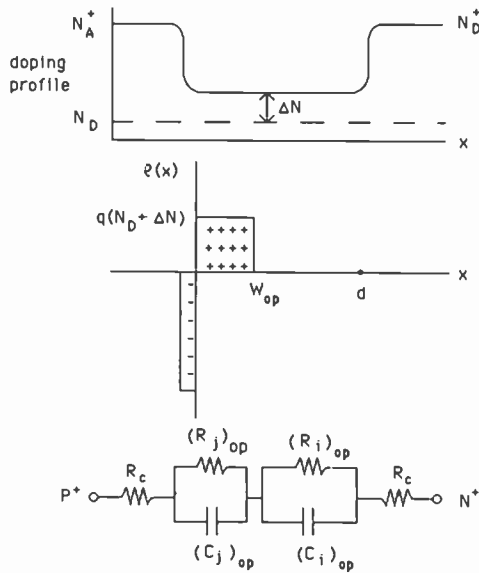 N_A^+
N_D^+
doping
profile
ΔN
N_D
x
ρ(x)
q(N_D + ΔN)
+ + + +
+ + + +
+ + + +
x
W_op
d
(R_j)_op
(R_i)_op
R_c
R_c
P^+
N^+
(C_j)_op
(C_i)_op